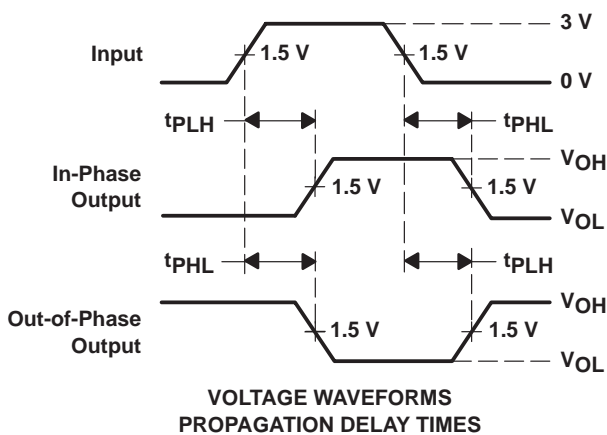 3 V
Input
1.5 V
1.5 V
0 V
tPLH
tPHL
In-Phase
Output
1.5 V
1.5 V
VOH
VOL
tPHL
tPLH
Out-of-Phase
Output
1.5 V
1.5 V
VOH
VOL
VOLTAGE WAVEFORMS
PROPAGATION DELAY TIMES